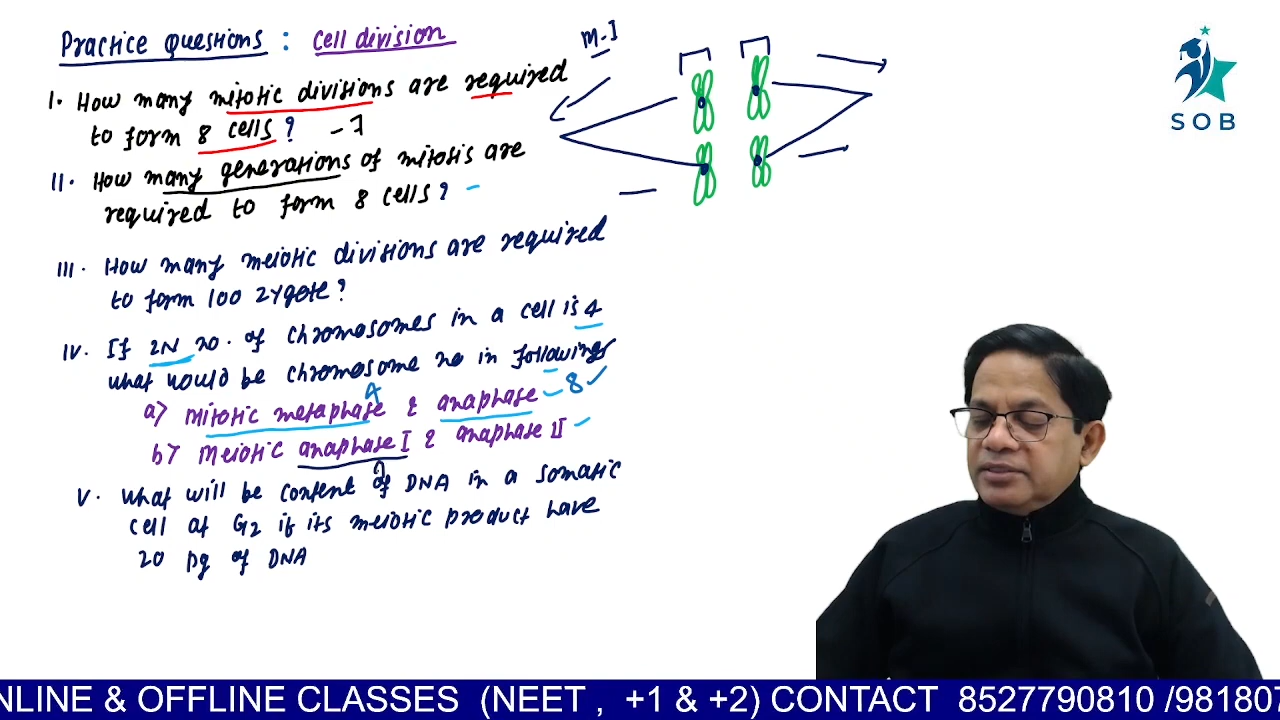 Practice Questions : Cell division
M-I
SOB
I. How many mitotic divisions are required
to form 8 cells? - 7
II. How many generations of mitosis are
required to form 8 cells? -
III. How many meiotic divisions are required
to form 100 zygote?
IV. If 2N no. of chromosomes in a cell is 4
what would be chromosome no in followings
a) Mitotic metaphase & anaphase - 8 ✓
4
b) Meiotic anaphase I & anaphase II -
V. What will be content of DNA in a somatic
cell at G2 if its meiotic product have
20 pg of DNA
NLINE & OFFLINE CLASSES (NEET , +1 & +2) CONTACT 8527790810 /981807